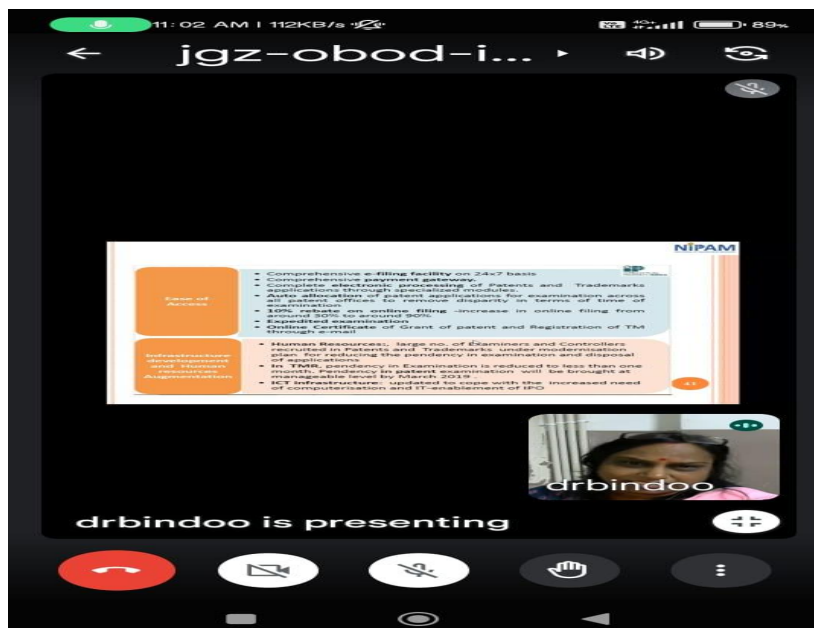 11:02 AM | 112KB/s
Vo
LTE
4G+
89%
jgz-obod-i...
NIPAM
Ease of
Access
• Comprehensive e-filing facility on 24x7 basis
• Comprehensive payment gateway.
• Complete electronic processing of Patents and Trademarks
applications through specialized modules.
• Auto allocation of patent applications for examination across
all patent offices to remove disparity in terms of time of
examination
• 10% rebate on online filing -increase in online filing from
around 30% to around 90%
• Expedited examination
• Online Certificate of Grant of patent and Registration of TM
through e-mail
Infrastructure
development
and Human
resources
Augmentation
• Human Resources:, large no. of Examiners and Controllers
recruited in Patents and Trademarks under modernisation
plan for reducing the pendency in examination and disposal
of applications
• In TMR, pendency in Examination is reduced to less than one
month. Pendency in patent examination will be brought at
manageable level by March 2019
• ICT Infrastructure: updated to cope with the increased need
of computerisation and IT-enablement of IPO
drbindoo
drbindoo is presenting